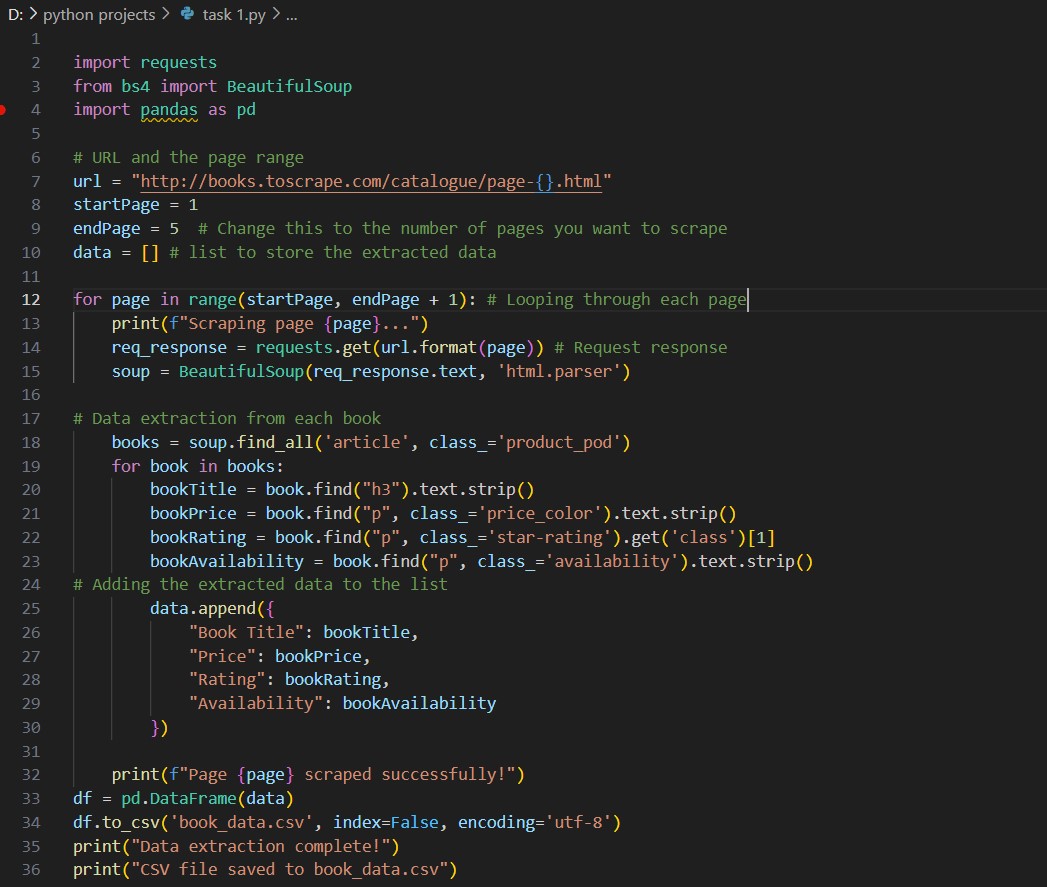 D: > python projects > task 1.py > ...
1
2 import requests
3 from bs4 import BeautifulSoup
4 import pandas as pd
5
6 # URL and the page range
7 url = "http://books.toscrape.com/catalogue/page-{}.html"
8 startPage = 1
9 endPage = 5  # Change this to the number of pages you want to scrape
10 data = [] # list to store the extracted data
11
12 for page in range(startPage, endPage + 1): # Looping through each page
13     print(f"Scraping page {page}...")
14     req_response = requests.get(url.format(page)) # Request response
15     soup = BeautifulSoup(req_response.text, 'html.parser')
16
17 # Data extraction from each book
18     books = soup.find_all('article', class_='product_pod')
19     for book in books:
20         bookTitle = book.find("h3").text.strip()
21         bookPrice = book.find("p", class_='price_color').text.strip()
22         bookRating = book.find("p", class_='star-rating').get('class')[1]
23         bookAvailability = book.find("p", class_='availability').text.strip()
24 # Adding the extracted data to the list
25         data.append({
26             "Book Title": bookTitle,
27             "Price": bookPrice,
28             "Rating": bookRating,
29             "Availability": bookAvailability
30         })
31
32     print(f"Page {page} scraped successfully!")
33 df = pd.DataFrame(data)
34 df.to_csv('book_data.csv', index=False, encoding='utf-8')
35 print("Data extraction complete!")
36 print("CSV file saved to book_data.csv")